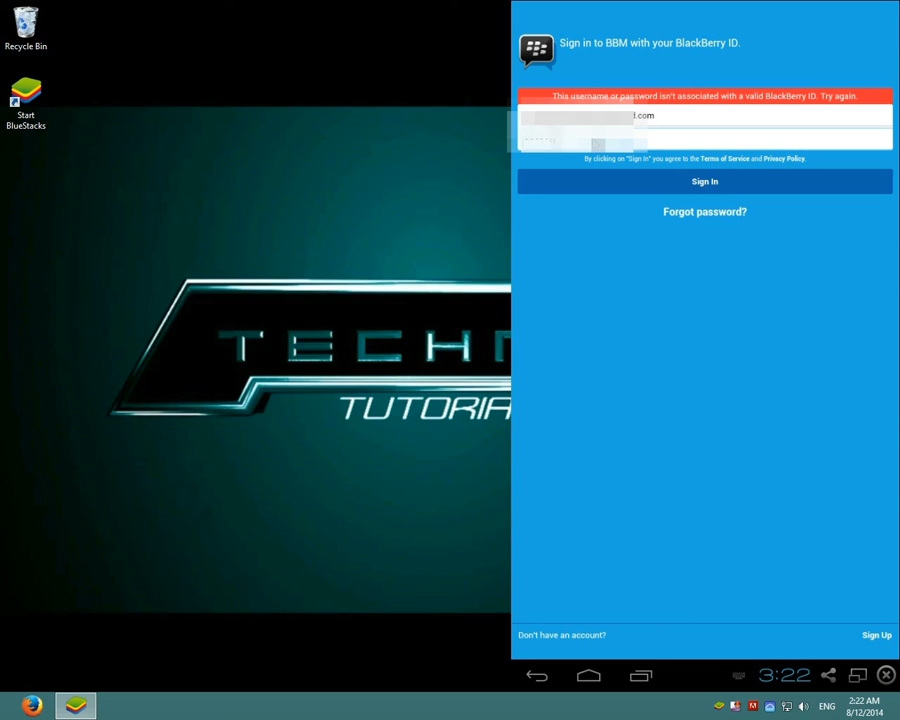 Recycle Bin
Start
BlueStacks
TECHN
TUTORIA
Sign in to BBM with your BlackBerry ID.
This username or password isn't associated with a valid BlackBerry ID. Try again.
d.com
By clicking on "Sign In" you agree to the Terms of Service and Privacy Policy.
Sign In
Forgot password?
Don't have an account?
Sign Up
3:22
ENG
2:22 AM
8/12/2014